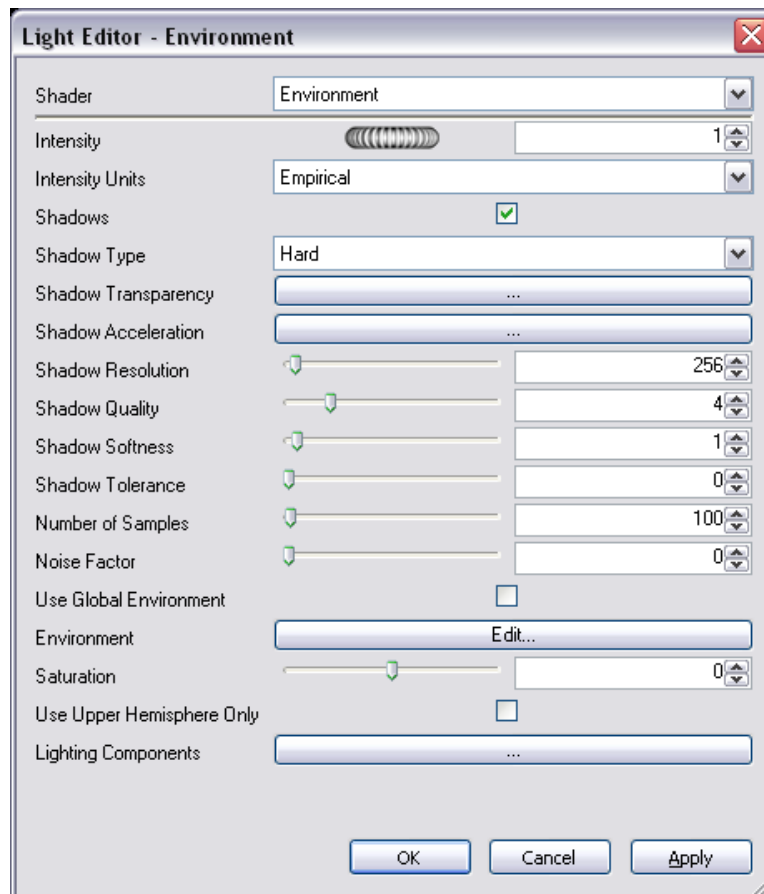 Light Editor - Environment
Shader Environment
Intensity 1
Intensity Units Empirical
Shadows
Shadow Type Hard
Shadow Transparency ...
Shadow Acceleration ...
Shadow Resolution 256
Shadow Quality 4
Shadow Softness 1
Shadow Tolerance 0
Number of Samples 100
Noise Factor 0
Use Global Environment
Environment Edit...
Saturation 0
Use Upper Hemisphere Only
Lighting Components ...
OK Cancel Apply